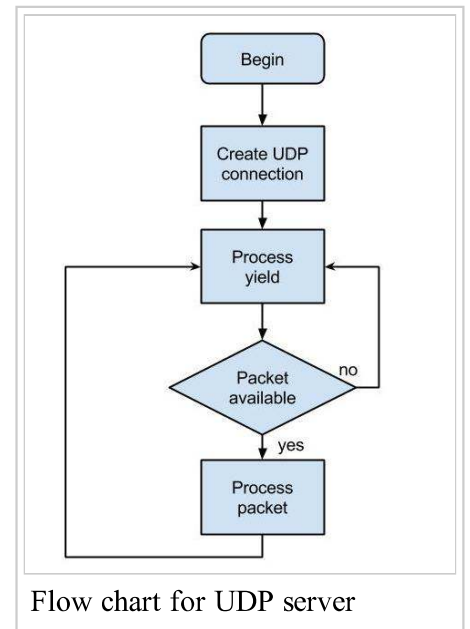 Begin
Create UDP
connection
Process
yield
Packet
available
no
yes
Process
packet
Flow chart for UDP server